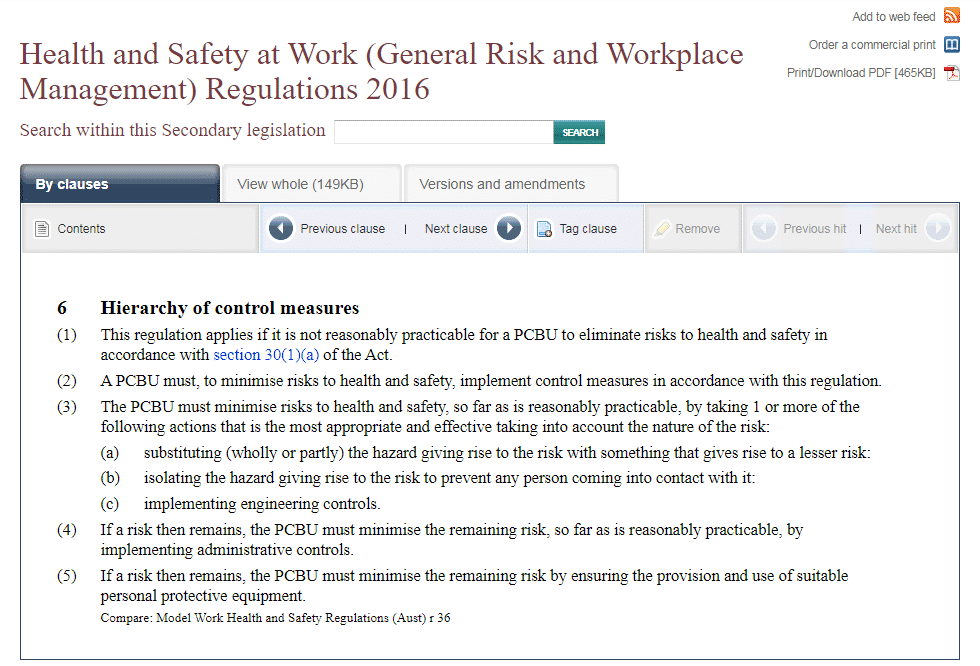 Add to web feed
Order a commercial print
Print/Download PDF [465KB]
Health and Safety at Work (General Risk and Workplace
Management) Regulations 2016
Search within this Secondary legislation
SEARCH
By clauses
View whole (149KB)
Versions and amendments
Contents
Previous clause | Next clause
Tag clause
Remove
Previous hit | Next hit
6 Hierarchy of control measures
(1) This regulation applies if it is not reasonably practicable for a PCBU to eliminate risks to health and safety in
accordance with section 30(1)(a) of the Act.
(2) A PCBU must, to minimise risks to health and safety, implement control measures in accordance with this regulation.
(3) The PCBU must minimise risks to health and safety, so far as is reasonably practicable, by taking 1 or more of the
following actions that is the most appropriate and effective taking into account the nature of the risk:
(a) substituting (wholly or partly) the hazard giving rise to the risk with something that gives rise to a lesser risk:
(b) isolating the hazard giving rise to the risk to prevent any person coming into contact with it:
(c) implementing engineering controls.
(4) If a risk then remains, the PCBU must minimise the remaining risk, so far as is reasonably practicable, by
implementing administrative controls.
(5) If a risk then remains, the PCBU must minimise the remaining risk by ensuring the provision and use of suitable
personal protective equipment.
Compare: Model Work Health and Safety Regulations (Aust) r 36